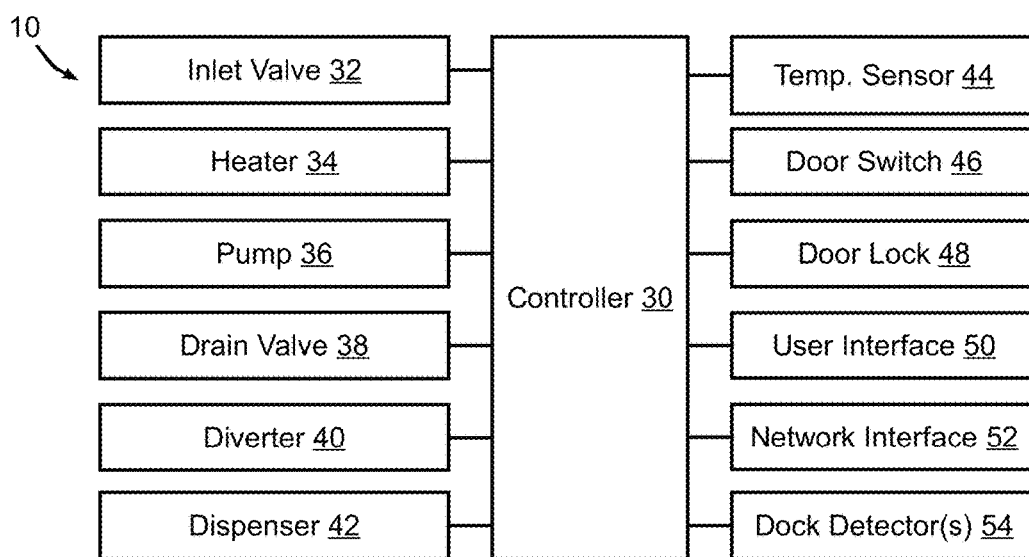 10
Inlet Valve 32
Heater 34
Pump 36
Drain Valve 38
Diverter 40
Dispenser 42
Controller 30
Temp. Sensor 44
Door Switch 46
Door Lock 48
User Interface 50
Network Interface 52
Dock Detector(s) 54